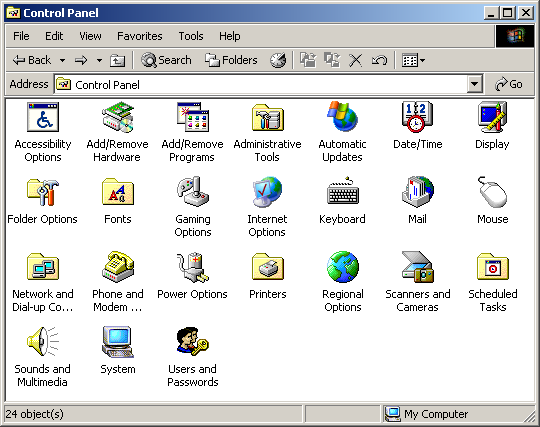 Control Panel
File Edit View Favorites Tools Help
Back Search Folders
Address Control Panel Go
Accessibility Options
Add/Remove Hardware
Add/Remove Programs
Administrative Tools
Automatic Updates
Date/Time
Display
Folder Options
Fonts
Gaming Options
Internet Options
Keyboard
Mail
Mouse
Network and Dial-up Co...
Phone and Modem ...
Power Options
Printers
Regional Options
Scanners and Cameras
Scheduled Tasks
Sounds and Multimedia
System
Users and Passwords
24 object(s) My Computer